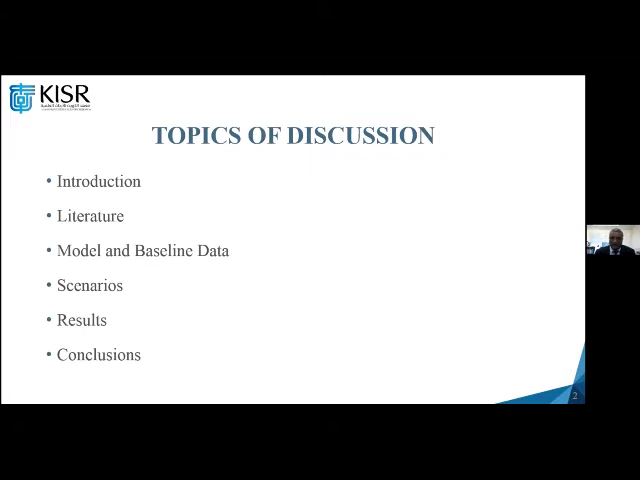 KISR
TOPICS OF DISCUSSION
• Introduction
• Literature
• Model and Baseline Data
• Scenarios
• Results
• Conclusions
2